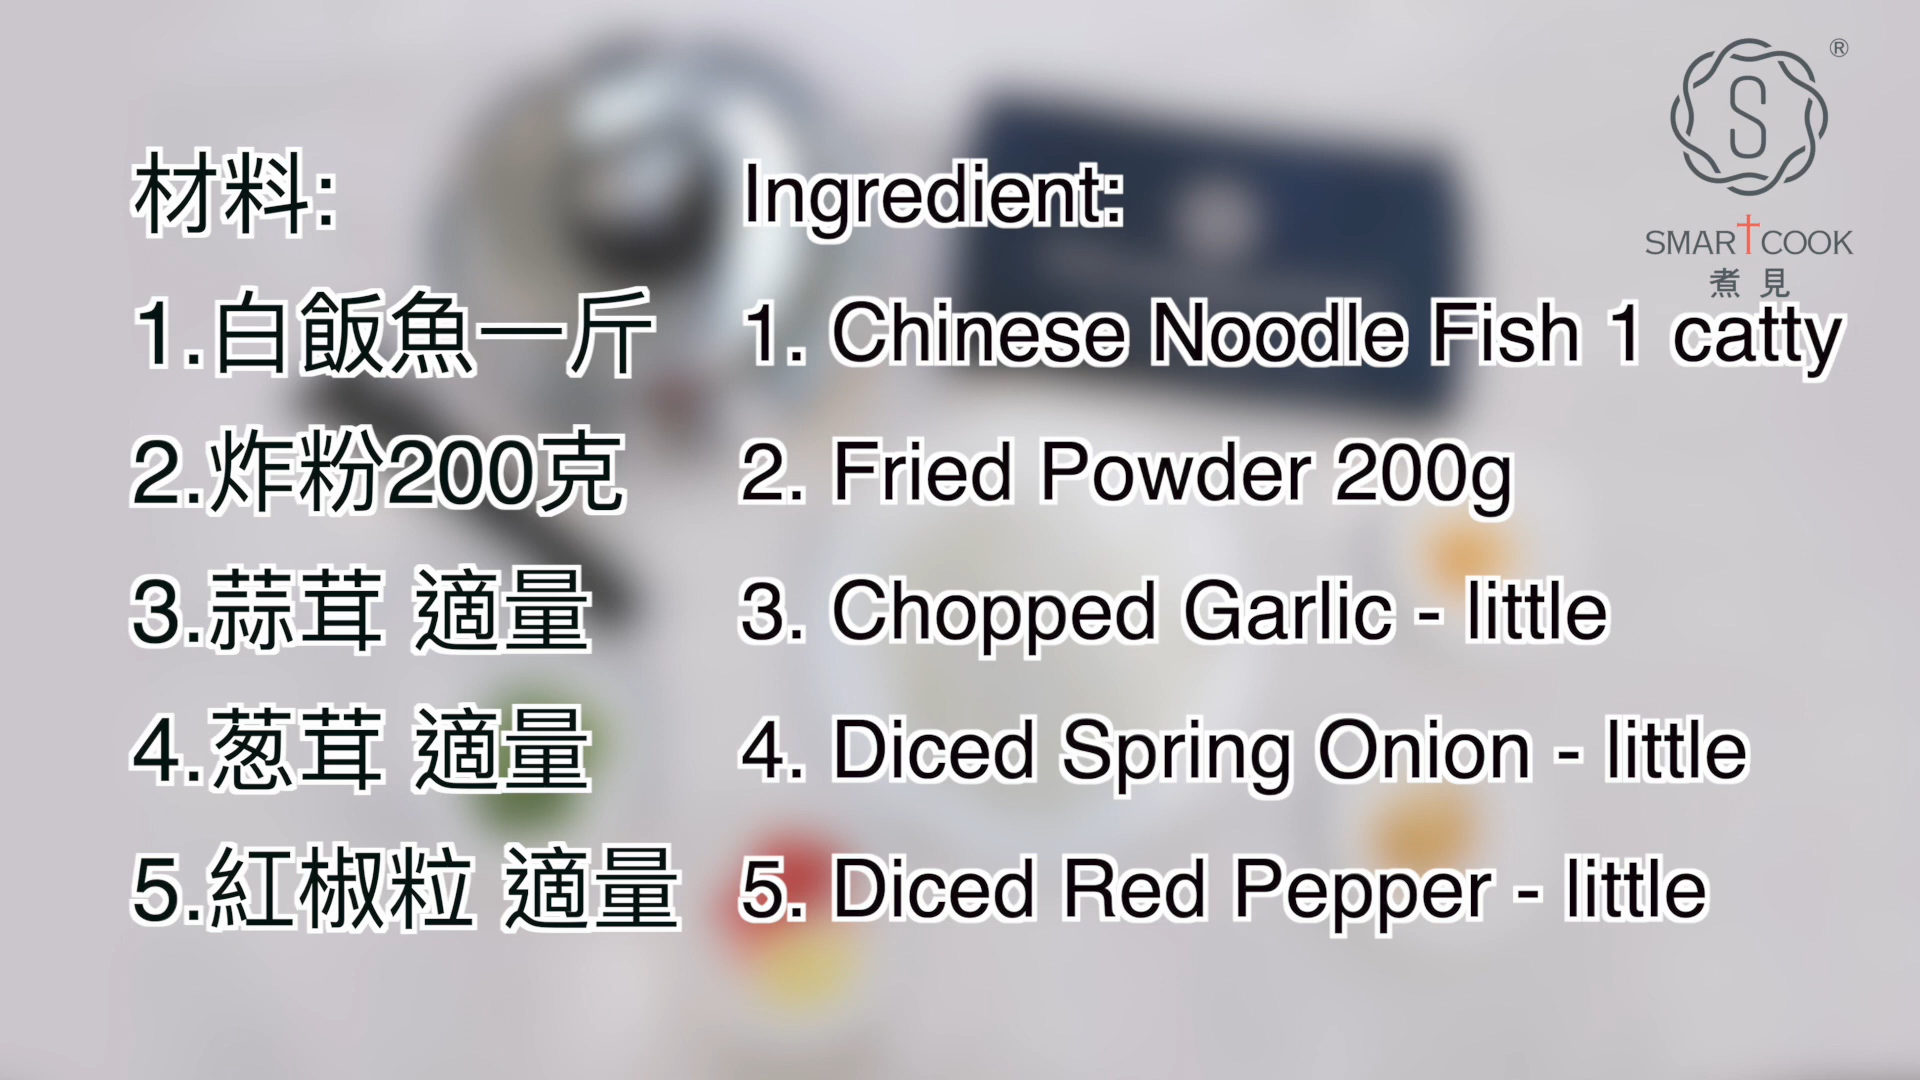 材料:
1.白飯魚一斤
2.炸粉200克
3.蒜茸 適量
4.葱茸 適量
5.紅椒粒 適量
Ingredient:
1. Chinese Noodle Fish 1 catty
2. Fried Powder 200g
3. Chopped Garlic - little
4. Diced Spring Onion - little
5. Diced Red Pepper - little
S ®
SMARTCOOK
煮見